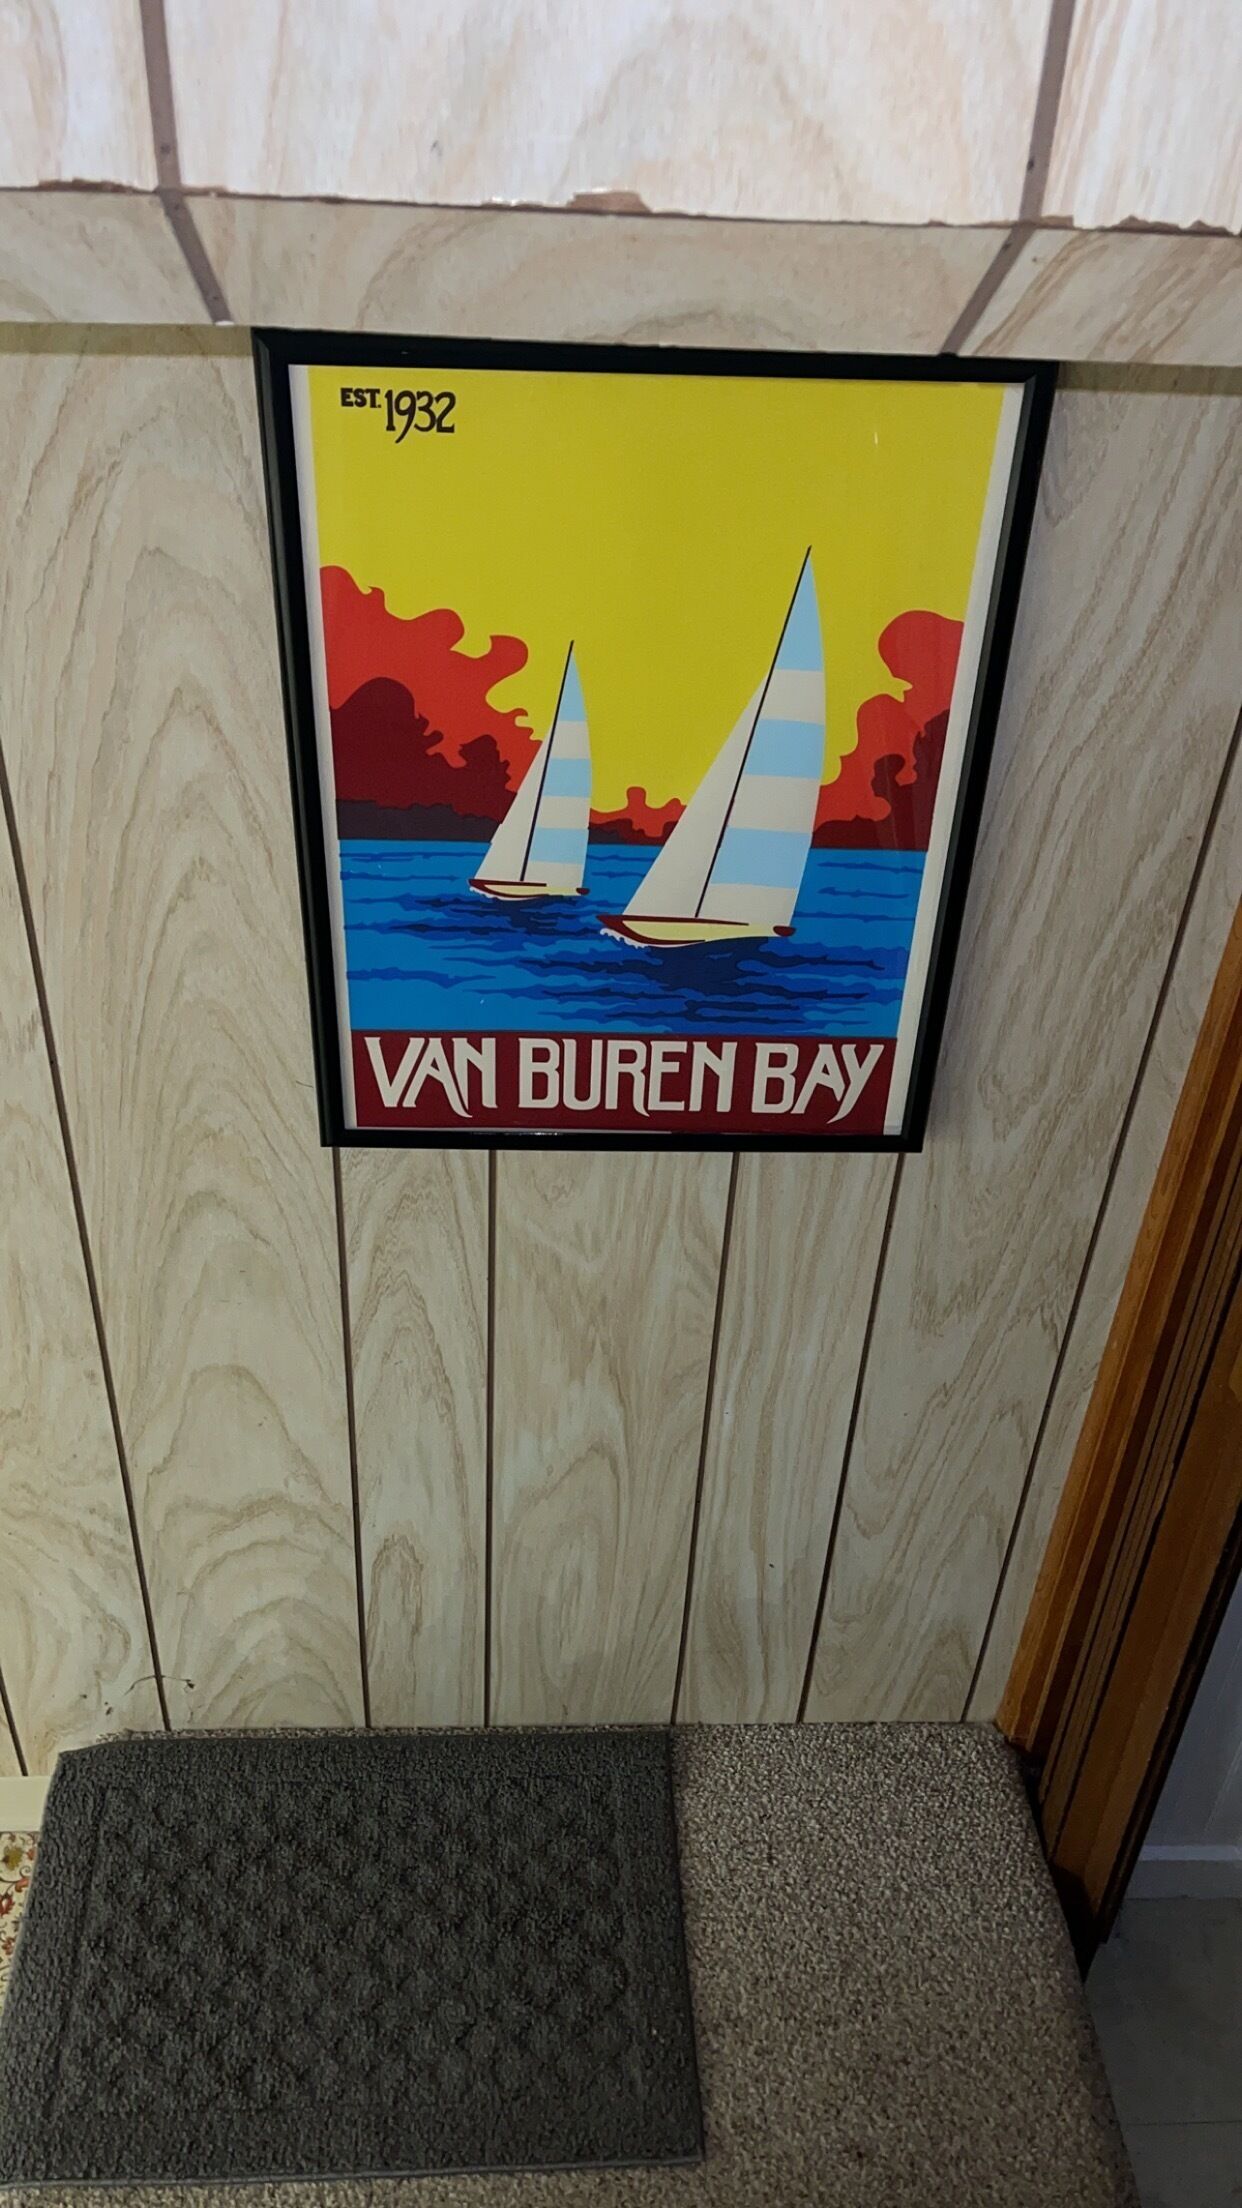 EST. 1932
VAN BUREN BAY